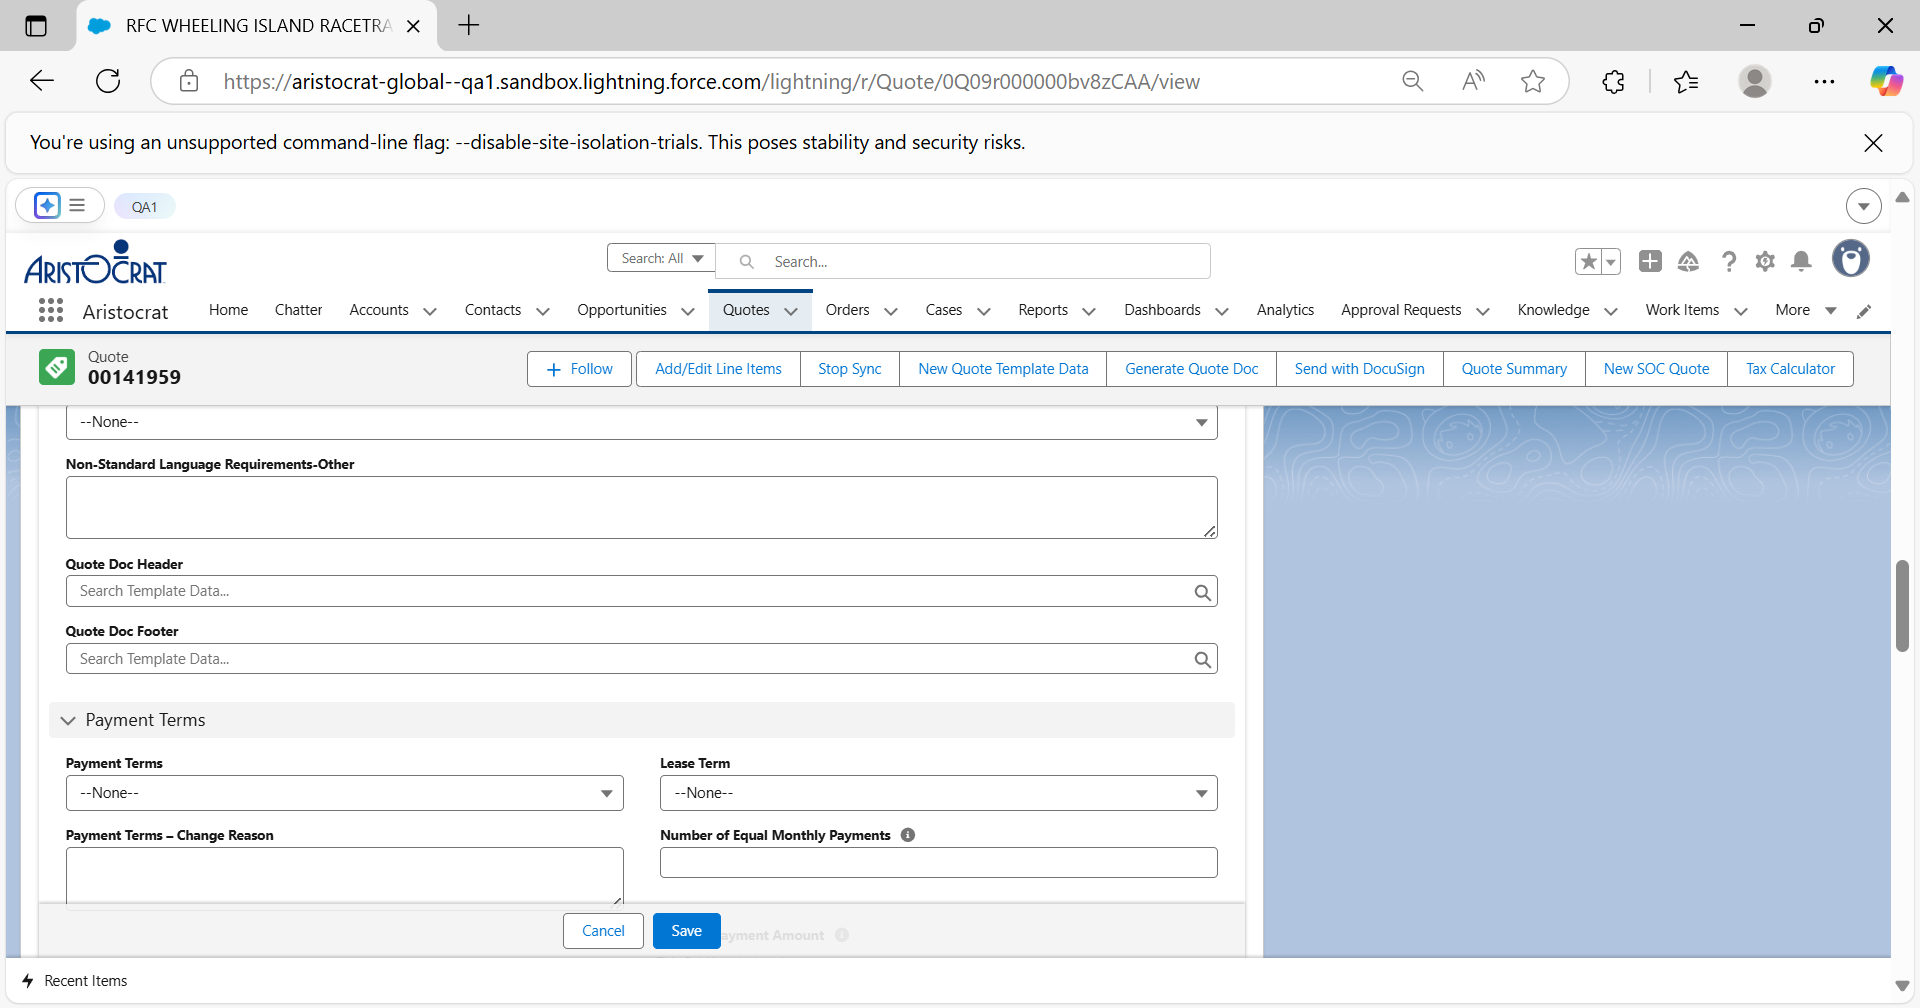 RFC WHEELING ISLAND RACETRA
https://aristocrat-global--qa1.sandbox.lightning.force.com/lightning/r/Quote/0Q09r000000bv8zCAA/view
You're using an unsupported command-line flag: --disable-site-isolation-trials. This poses stability and security risks.
QA1
ARISTOCRAT
Search: All
Search...
Aristocrat
Home
Chatter
Accounts
Contacts
Opportunities
Quotes
Orders
Cases
Reports
Dashboards
Analytics
Approval Requests
Knowledge
Work Items
More
Quote
00141959
Follow
Add/Edit Line Items
Stop Sync
New Quote Template Data
Generate Quote Doc
Send with DocuSign
Quote Summary
New SOC Quote
Tax Calculator
--None--
Non-Standard Language Requirements-Other
Quote Doc Header
Search Template Data...
Quote Doc Footer
Search Template Data...
Payment Terms
Payment Terms
Lease Term
--None--
--None--
Payment Terms – Change Reason
Number of Equal Monthly Payments
Cancel
Save
ayment Amount
Recent Items